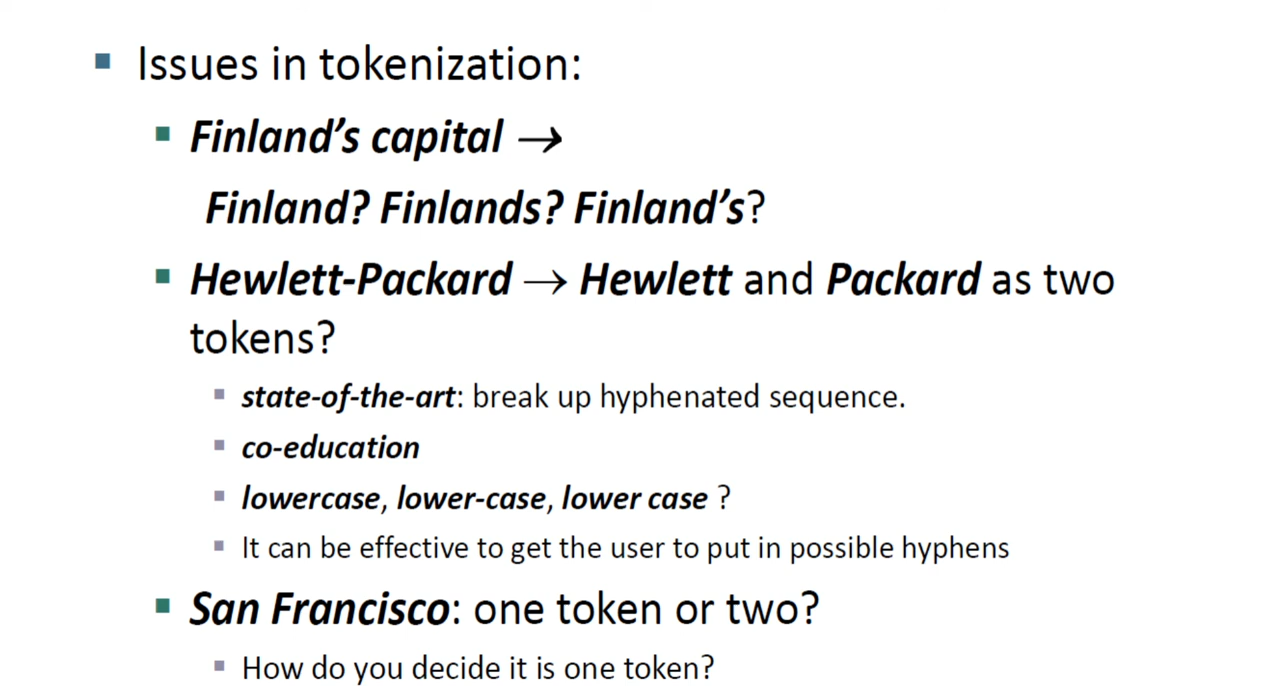 Issues in tokenization:
Finland’s capital →
Finland? Finlands? Finland’s?
Hewlett-Packard → Hewlett and Packard as two
tokens?
state-of-the-art: break up hyphenated sequence.
co-education
lowercase, lower-case, lower case ?
It can be effective to get the user to put in possible hyphens
San Francisco: one token or two?
How do you decide it is one token?